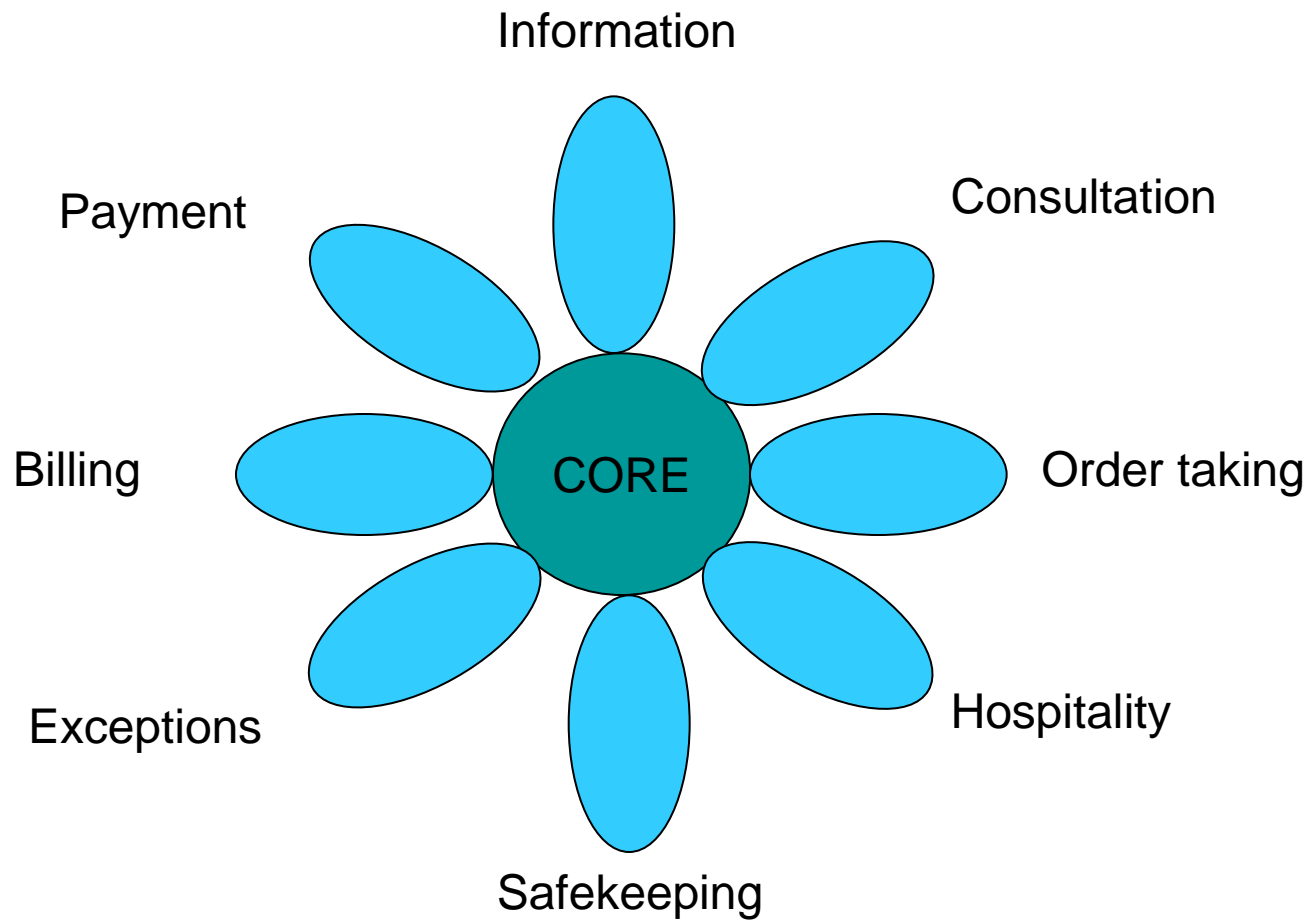 Information
Consultation
Payment
Billing
CORE
Order taking
Exceptions
Hospitality
Safekeeping